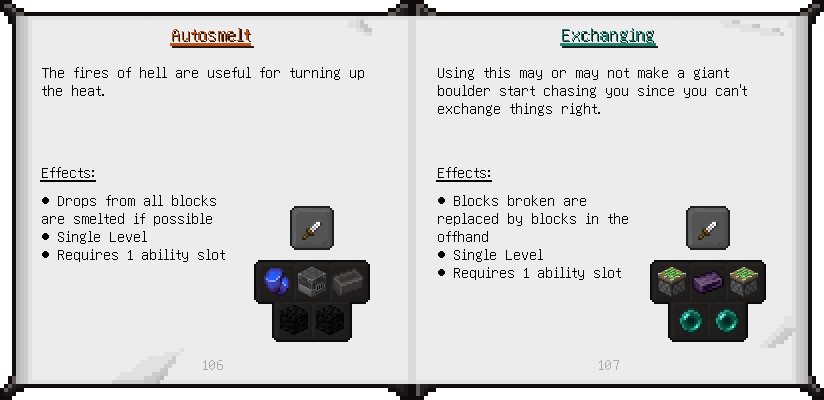 Autosmelt
The fires of hell are useful for turning up
the heat.
Effects:
• Drops from all blocks
are smelted if possible
• Single Level
• Requires 1 ability slot
106
Exchanging
Using this may or may not make a giant
boulder start chasing you since you can't
exchange things right.
Effects:
• Blocks broken are
replaced by blocks in the
offhand
• Single Level
• Requires 1 ability slot
107